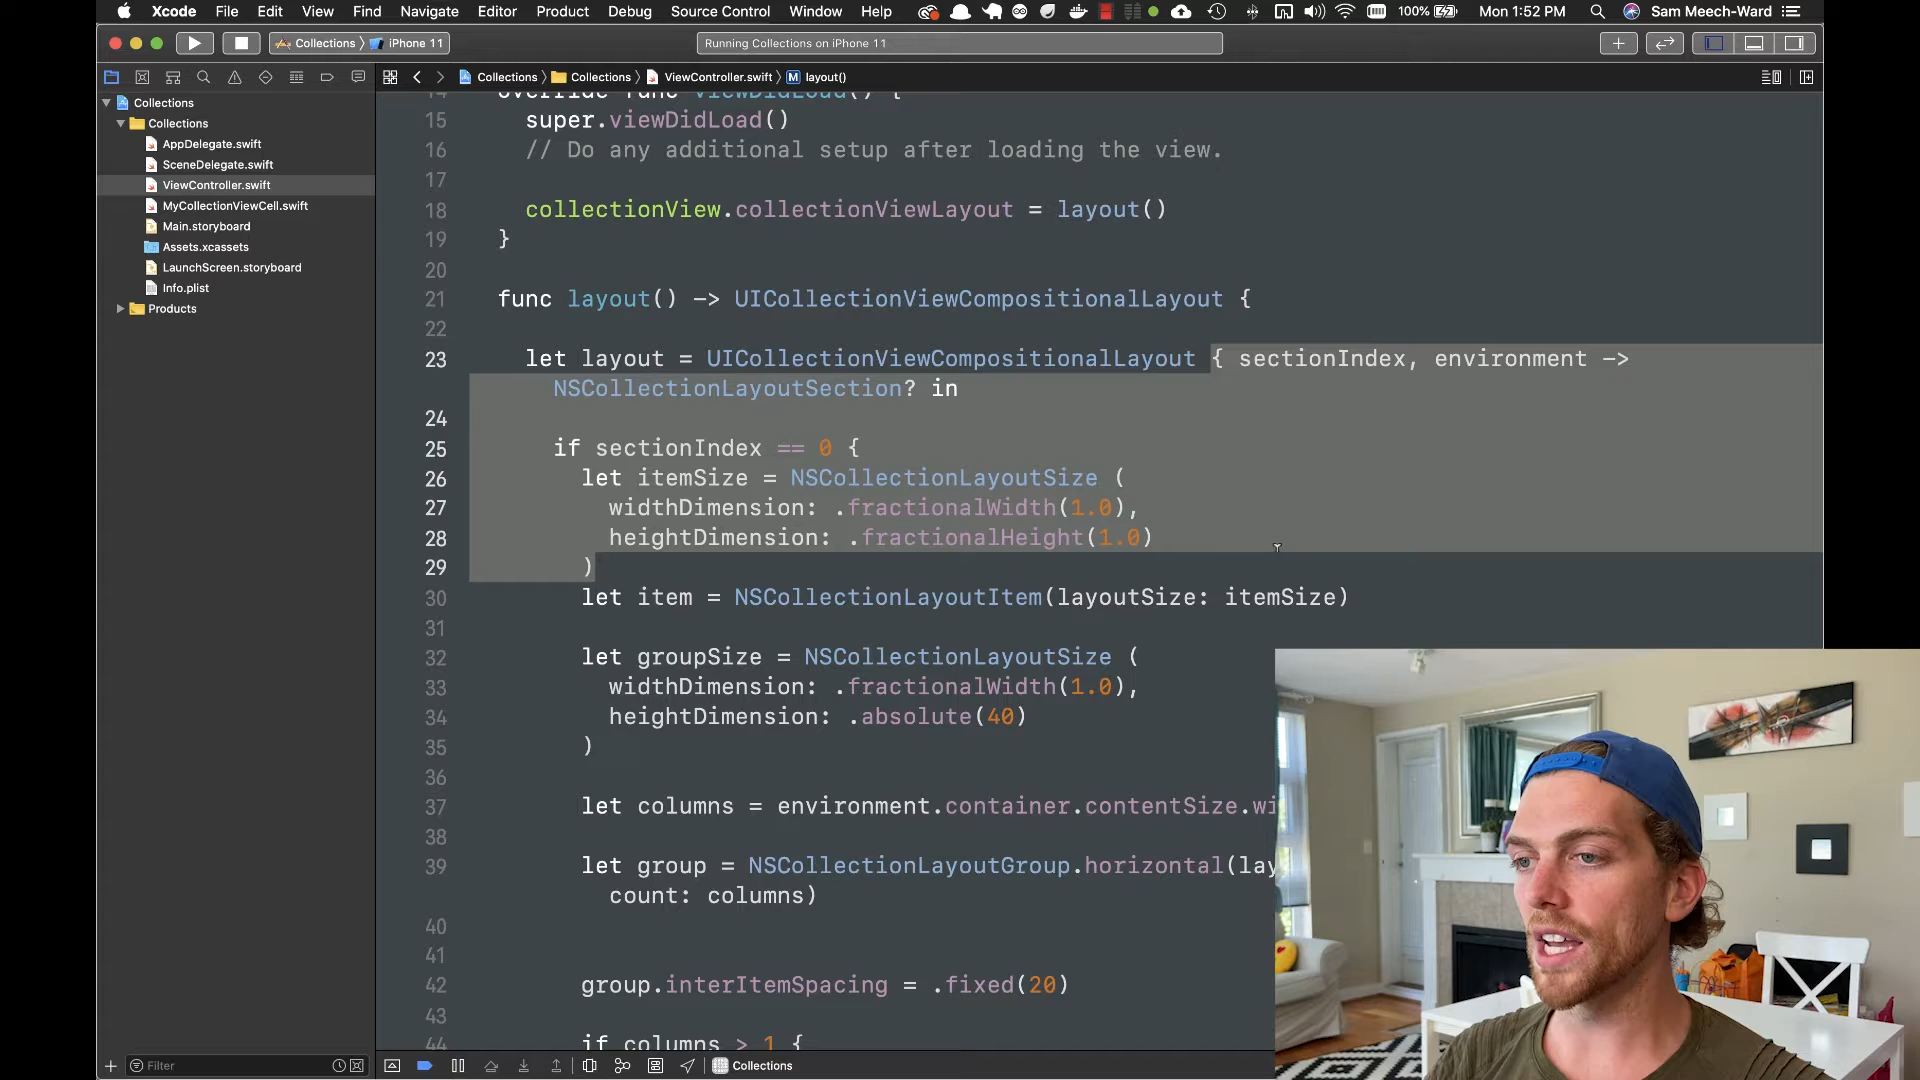 Xcode File Edit View Find Navigate Editor Product Debug Source Control Window Help 100% Mon 1:52 PM Sam Meech-Ward
Collections iPhone 11 Running Collections on iPhone 11
Collections Collections ViewController.swift M layout()
Collections
Collections
AppDelegate.swift
SceneDelegate.swift
ViewController.swift
MyCollectionViewCell.swift
Main.storyboard
Assets.xcassets
LaunchScreen.storyboard
Info.plist
Products
14 override func viewDidLoad() {
15 super.viewDidLoad()
16 // Do any additional setup after loading the view.
17
18 collectionView.collectionViewLayout = layout()
19 }
20
21 func layout() -> UICollectionViewCompositionalLayout {
22
23 let layout = UICollectionViewCompositionalLayout { sectionIndex, environment ->
NSCollectionLayoutSection? in
24
25 if sectionIndex == 0 {
26 let itemSize = NSCollectionLayoutSize (
27 widthDimension: .fractionalWidth(1.0),
28 heightDimension: .fractionalHeight(1.0)
29 )
30 let item = NSCollectionLayoutItem(layoutSize: itemSize)
31
32 let groupSize = NSCollectionLayoutSize (
33 widthDimension: .fractionalWidth(1.0),
34 heightDimension: .absolute(40)
35 )
36
37 let columns = environment.container.contentSize.wi
38
39 let group = NSCollectionLayoutGroup.horizontal(lay
count: columns)
40
41
42 group.interItemSpacing = .fixed(20)
43
44 if columns > 1 {
Filter
Collections